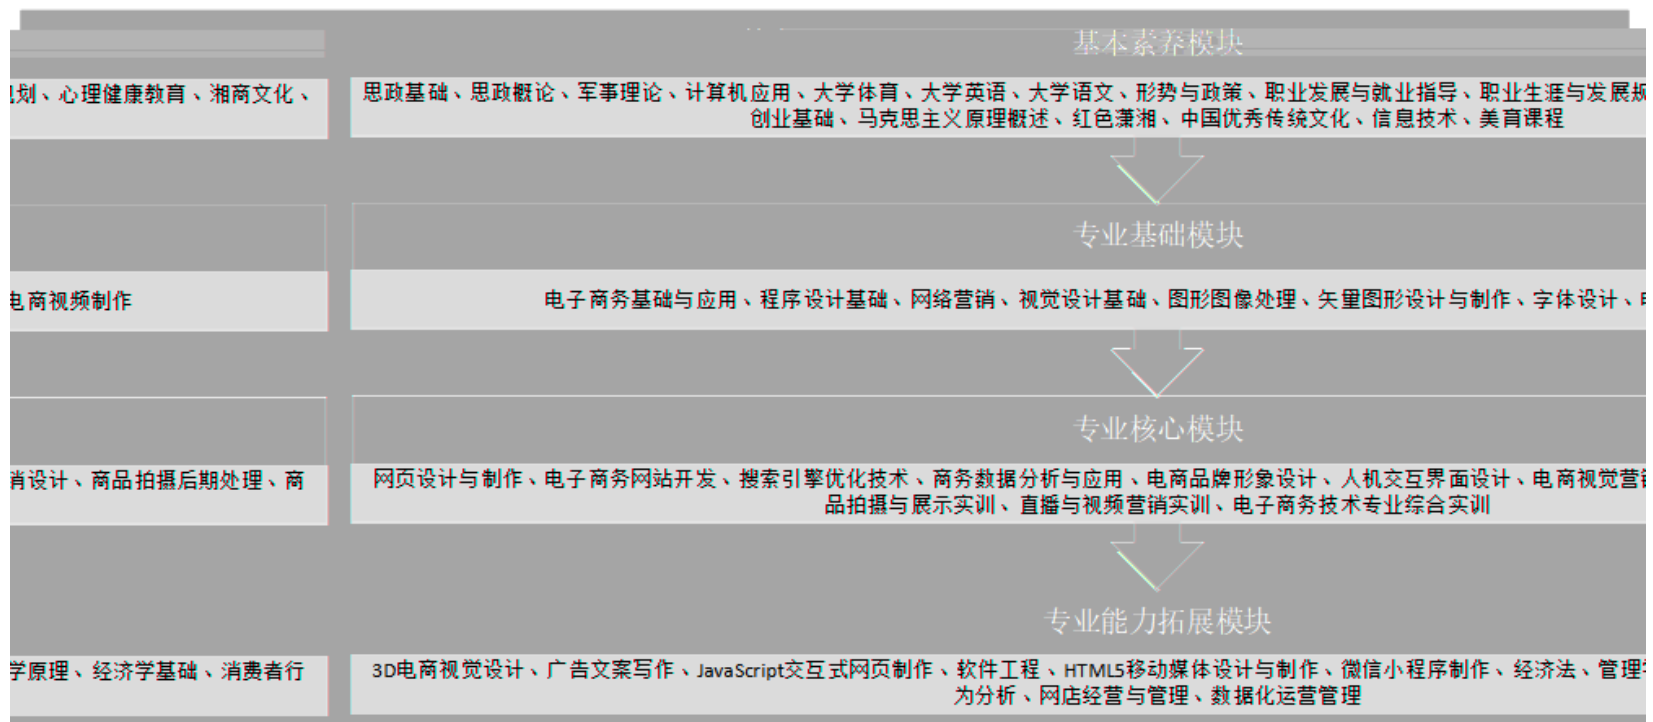 基本素养模块
思政基础、思政概论、军事理论、计算机应用、大学体育、大学英语、大学语文、形势与政策、职业发展与就业指导、职业生涯与发展规划、心理健康教育、湘商文化、
创业基础、马克思主义原理概述、红色潇湘、中国优秀传统文化、信息技术、美育课程
专业基础模块
电子商务基础与应用、程序设计基础、网络营销、视觉设计基础、图形图像处理、矢量图形设计与制作、字体设计、电商视频制作
专业核心模块
网页设计与制作、电子商务网站开发、搜索引擎优化技术、商务数据分析与应用、电商品牌形象设计、人机交互界面设计、电商视觉营销设计、商品拍摄后期处理、商
品拍摄与展示实训、直播与视频营销实训、电子商务技术专业综合实训
专业能力拓展模块
3D电商视觉设计、广告文案写作、JavaScript交互式网页制作、软件工程、HTML5移动媒体设计与制作、微信小程序制作、经济法、管理学原理、经济学基础、消费者行
为分析、网店经营与管理、数据化运营管理